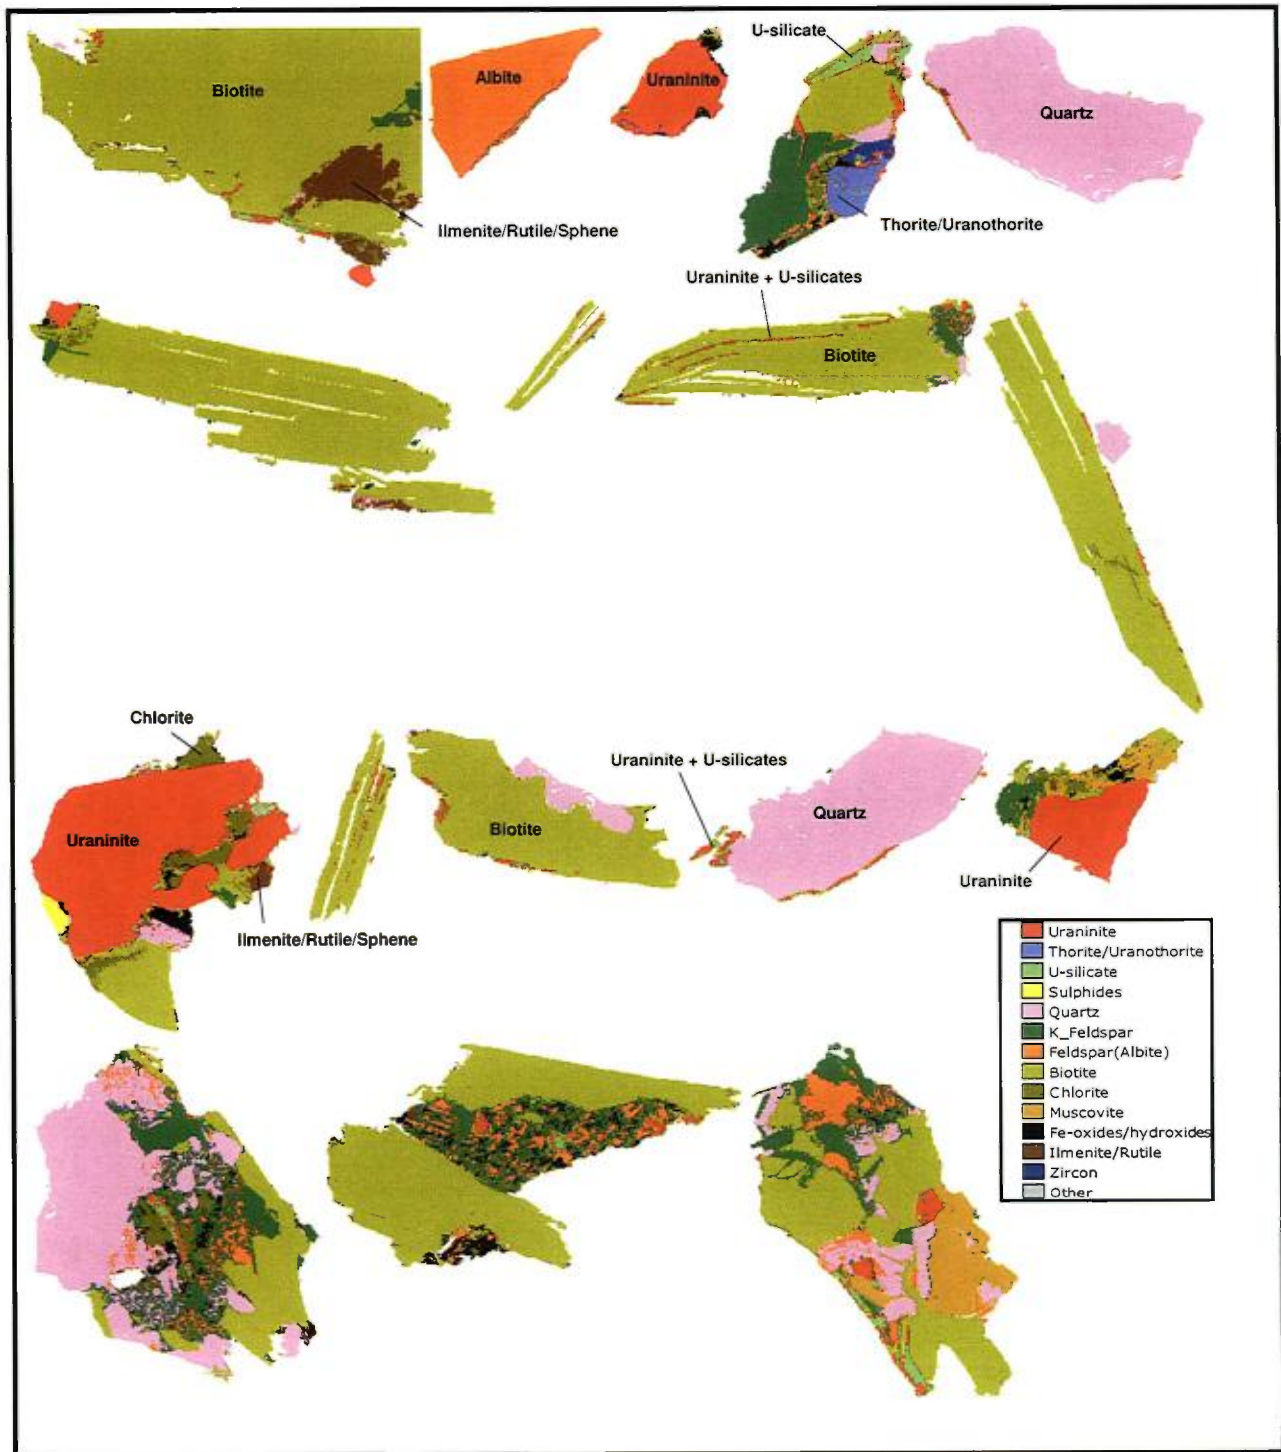 U-silicate
Biotite
Albite
Uraninite
Quartz
Ilmenite/Rutile/Sphene
Thorite/Uranothorite
Uraninite + U-silicates
Biotite
Chlorite
Uraninite + U-silicates
Uraninite
Biotite
Quartz
Uraninite
Ilmenite/Rutile/Sphene
Uraninite
Thorite/Uranothorite
U-silicate
Sulphides
Quartz
K_Feldspar
Feldspar(Albite)
Biotite
Chlorite
Muscovite
Fe-oxides/hydroxides
Ilmenite/Rutile
Zircon
Other